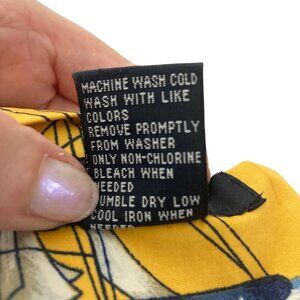 MACHINE WASH COLD
WASH WITH LIKE
COLORS
REMOVE PROMPTLY
FROM WASHER
ONLY NON-CHLORINE
BLEACH WHEN
NEEDED
TUMBLE DRY LOW
COOL IRON WHEN
NEEDED